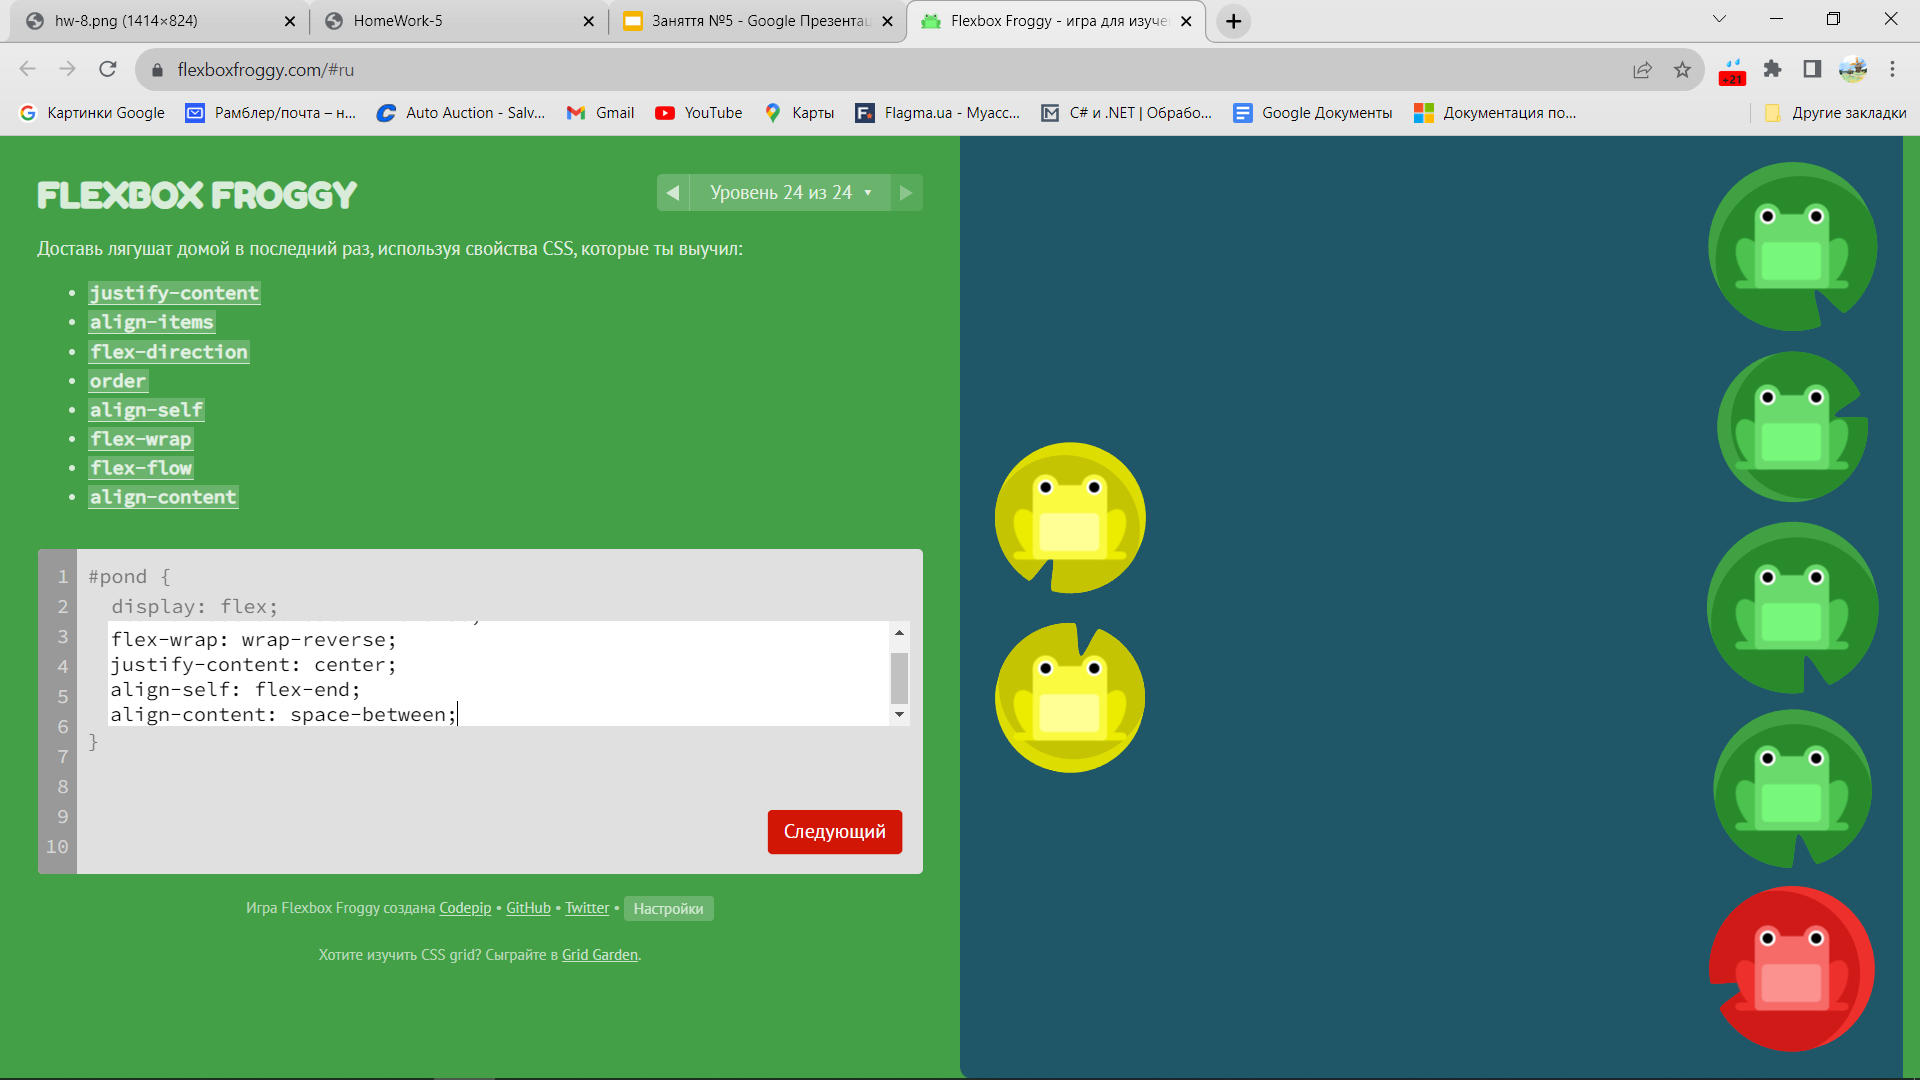 hw-8.png (1414×824)
HomeWork-5
Заняття №5 - Google Презентац
Flexbox Froggy - игра для изуче
flexboxfroggy.com/#ru
+21
Картинки Google
Рамблер/почта – н...
Auto Auction - Salv...
Gmail
YouTube
Карты
Flagma.ua - Муасс...
C# и .NET | Обрабо...
Google Документы
Документация по...
Другие закладки
FLEXBOX FROGGY
Уровень 24 из 24
Доставь лягушат домой в последний раз, используя свойства CSS, которые ты выучил:
justify-content
align-items
flex-direction
order
align-self
flex-wrap
flex-flow
align-content
1 #pond {
2 display: flex;
3 flex-wrap: wrap-reverse;
4 justify-content: center;
5 align-self: flex-end;
6 align-content: space-between;
7 }
8
9
10
Следующий
Игра Flexbox Froggy создана Codepip • GitHub • Twitter • Настройки
Хотите изучить CSS grid? Сыграйте в Grid Garden.